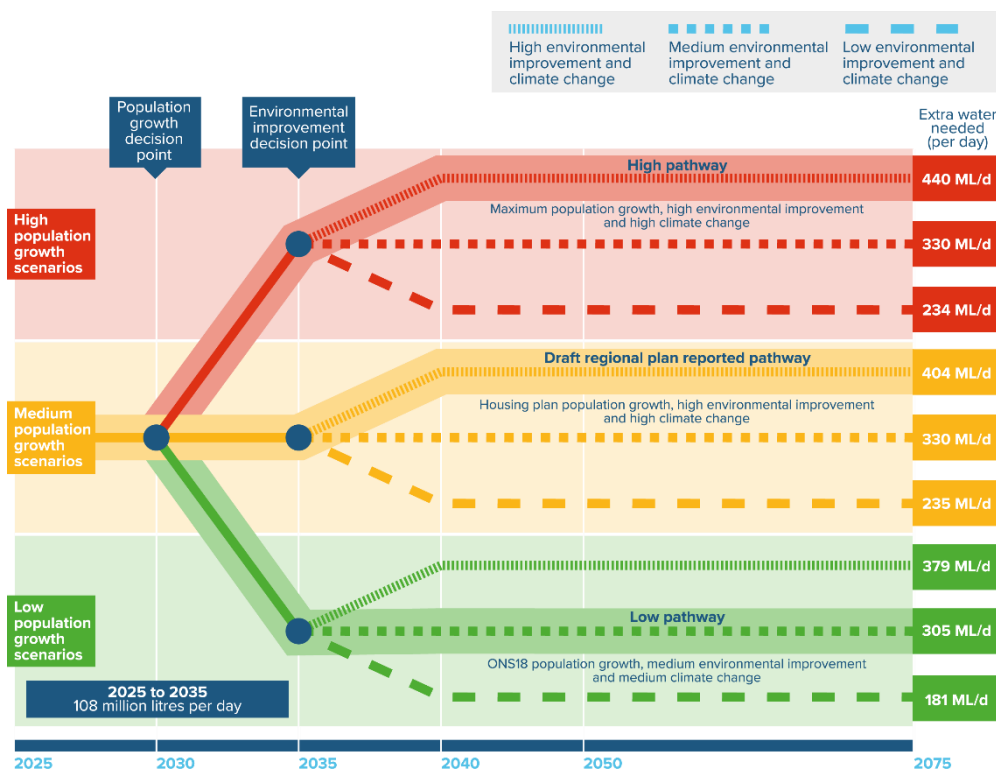 High environmental
improvement and
climate change
Medium environmental
improvement and
climate change
Low environmental
improvement and
climate change
Population
growth
decision
point
Environmental
improvement
decision point
Extra water
needed
(per day)
High
population
growth
scenarios
High pathway
440 ML/d
Maximum population growth, high environmental improvement
and high climate change
330 ML/d
234 ML/d
Medium
population
growth
scenarios
Draft regional plan reported pathway
404 ML/d
Housing plan population growth, high environmental improvement
and high climate change
330 ML/d
235 ML/d
Low
population
growth
scenarios
379 ML/d
Low pathway
305 ML/d
ONS18 population growth, medium environmental improvement
and medium climate change
181 ML/d
2025 to 2035
108 million litres per day
2025
2030
2035
2040
2050
2075